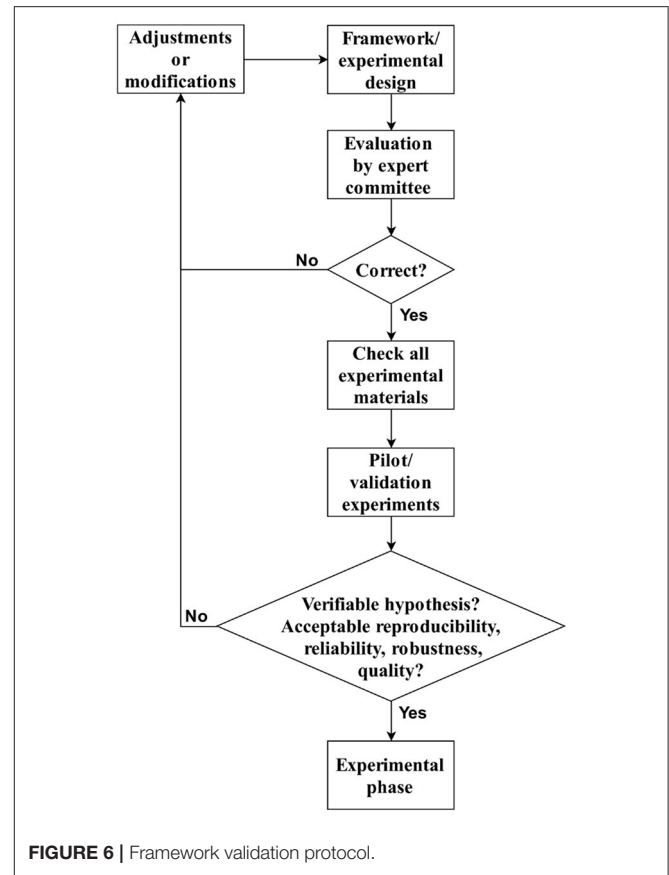 Adjustments
or
modifications
Framework/
experimental
design
Evaluation
by expert
committee
No
Correct?
Yes
Check all
experimental
materials
Pilot/
validation
experiments
No
Verifiable hypothesis?
Acceptable reproducibility,
reliability, robustness,
quality?
Yes
Experimental
phase
FIGURE 6 | Framework validation protocol.